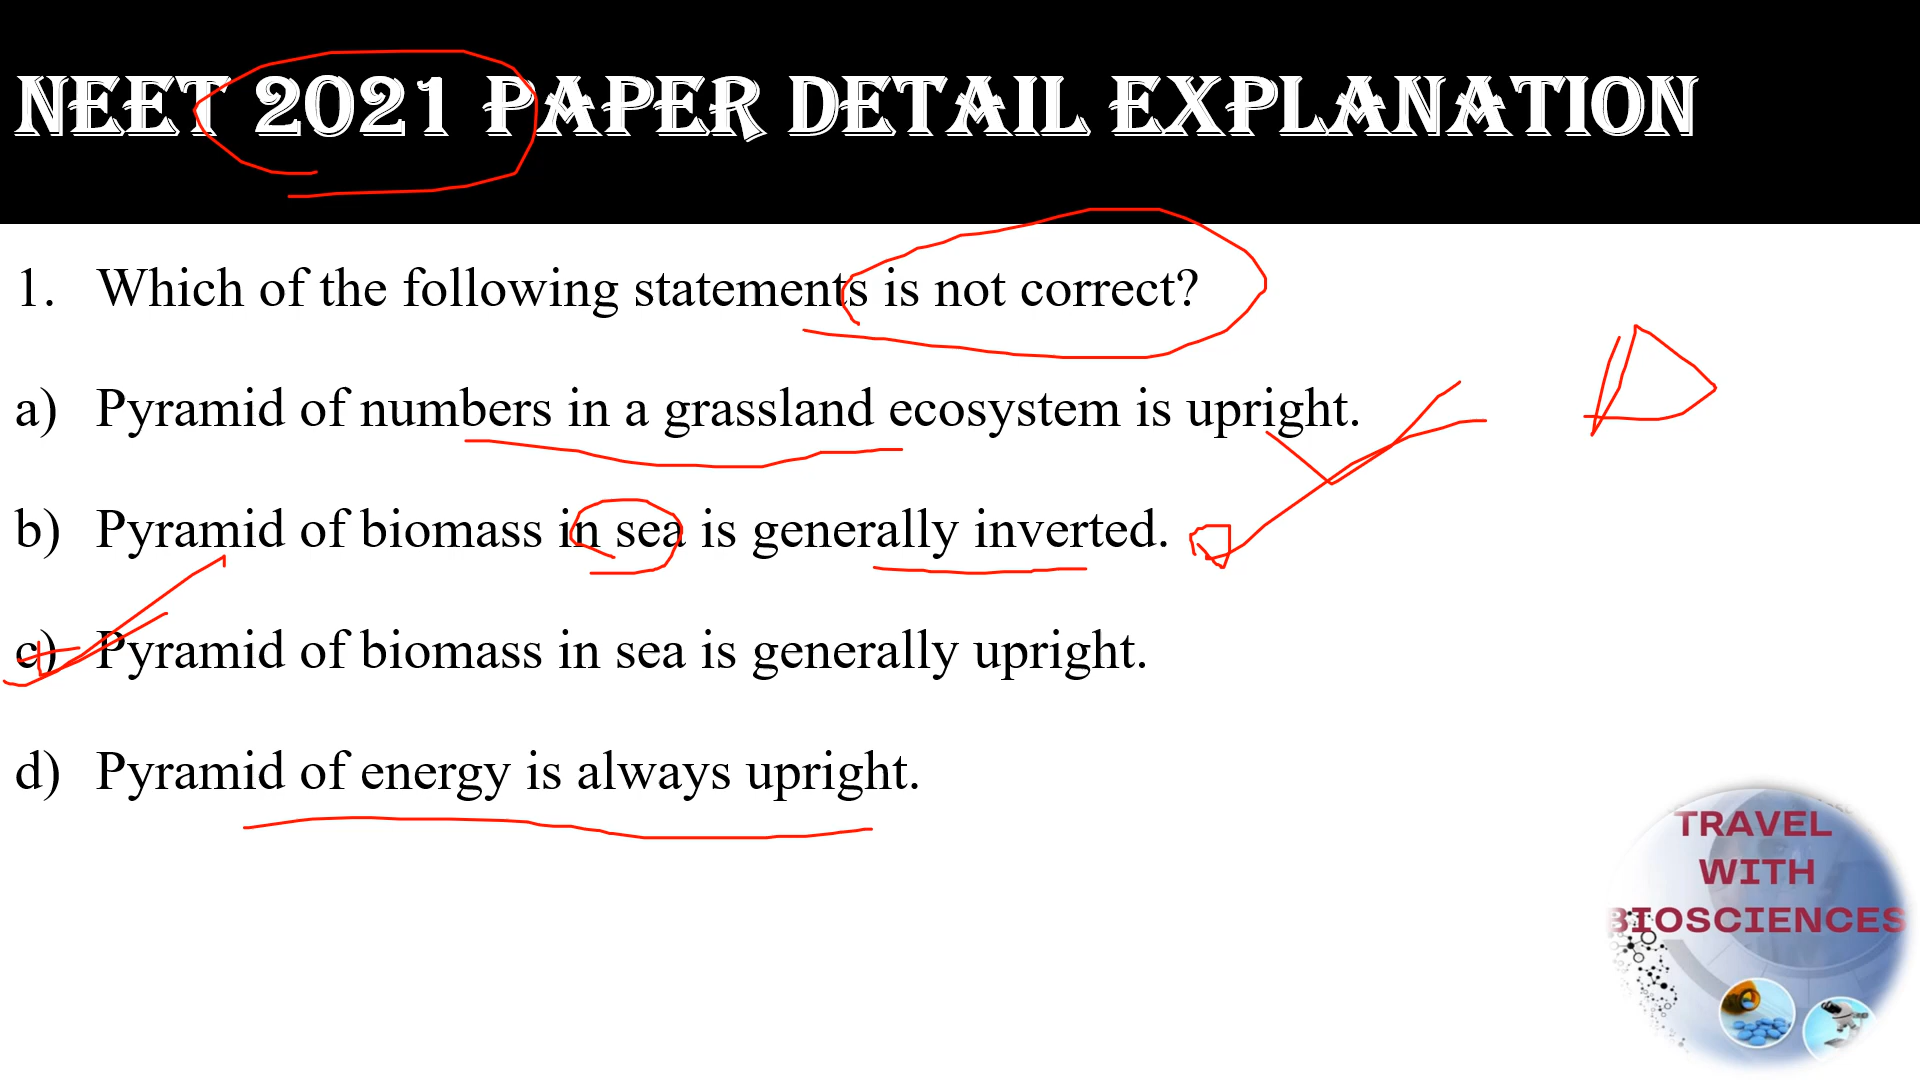 NEET 2021 PAPER DETAIL EXPLANATION
1. Which of the following statements is not correct?
a) Pyramid of numbers in a grassland ecosystem is upright.
b) Pyramid of biomass in sea is generally inverted.
c) Pyramid of biomass in sea is generally upright.
d) Pyramid of energy is always upright.
TRAVEL
WITH
BIOSCIENCES